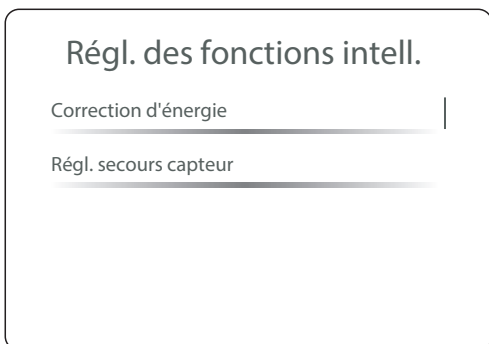 Régl. des fonctions intell.
Correction d'énergie
Régl. secours capteur